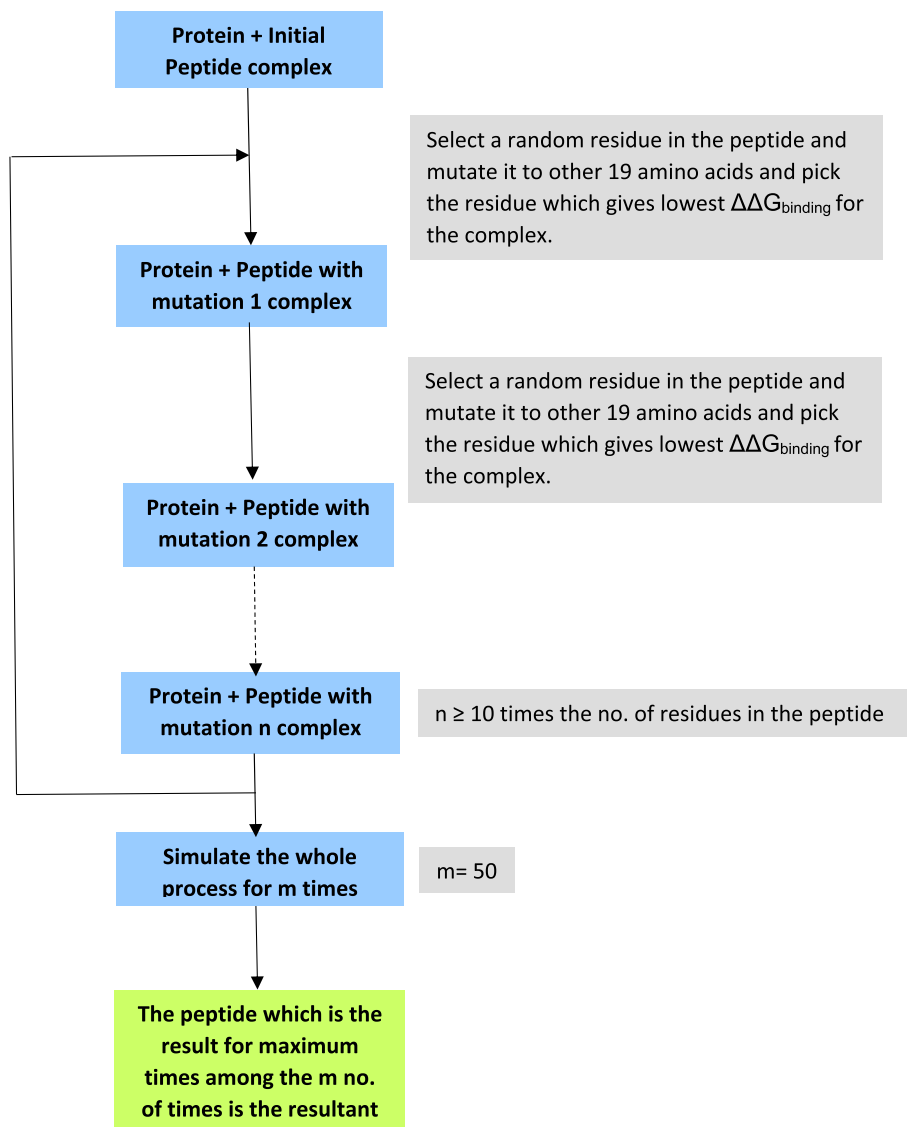 Protein + Initial
Peptide complex
Select a random residue in the peptide and
mutate it to other 19 amino acids and pick
the residue which gives lowest ΔΔGbinding for
the complex.
Protein + Peptide with
mutation 1 complex
Select a random residue in the peptide and
mutate it to other 19 amino acids and pick
the residue which gives lowest ΔΔGbinding for
the complex.
Protein + Peptide with
mutation 2 complex
Protein + Peptide with
mutation n complex
n ≥ 10 times the no. of residues in the peptide
Simulate the whole
process for m times
m= 50
The peptide which is the
result for maximum
times among the m no.
of times is the resultant